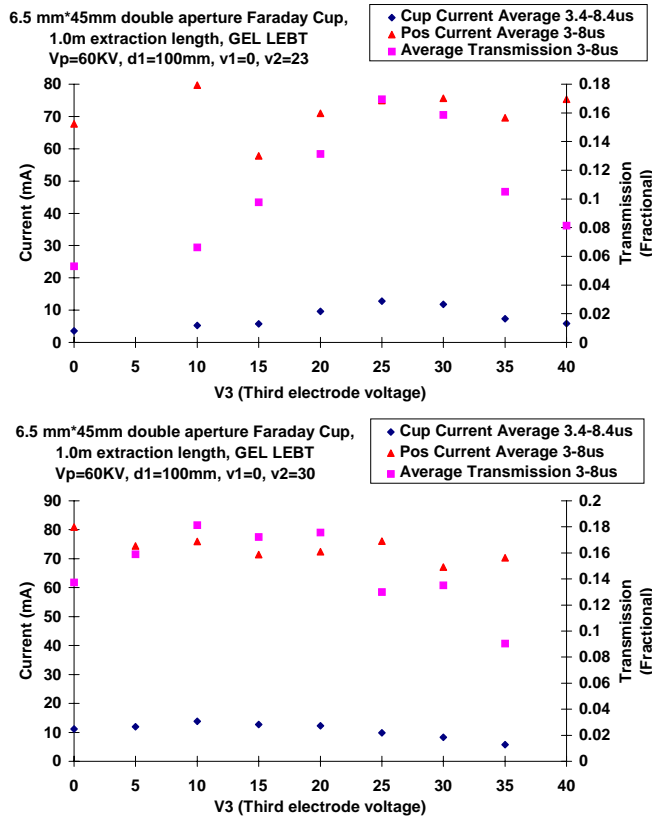 6.5 mm*45mm double aperture Faraday Cup,
1.0m extraction length, GEL LEBT
Vp=60KV, d1=100mm, v1=0, v2=23
Cup Current Average 3.4-8.4us
Pos Current Average 3-8us
Average Transmission 3-8us
Current (mA)
80
70
60
50
40
30
20
10
0
0.18
0.16
0.14
0.12
0.1
0.08
0.06
0.04
0.02
0
Transmission
(Fractional)
0 5 10 15 20 25 30 35 40
V3 (Third electrode voltage)
6.5 mm*45mm double aperture Faraday Cup,
1.0m extraction length, GEL LEBT
Vp=60KV, d1=100mm, v1=0, v2=30
Cup Current Average 3.4-8.4us
Pos Current Average 3-8us
Average Transmission 3-8us
Current (mA)
90
80
70
60
50
40
30
20
10
0
0.2
0.18
0.16
0.14
0.12
0.1
0.08
0.06
0.04
0.02
0
Transmission
(Fractional)
0 5 10 15 20 25 30 35 40
V3 (Third electrode voltage)